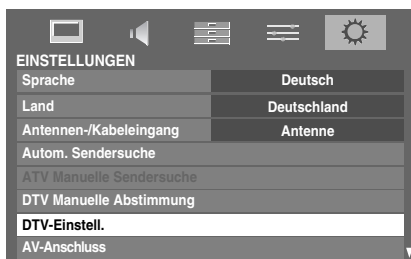 EINSTELLUNGEN
Sprache Deutsch
Land Deutschland
Antennen-/Kabeleingang Antenne
Autom. Sendersuche
ATV Manuelle Sendersuche
DTV Manuelle Abstimmung
DTV-Einstell.
AV-Anschluss